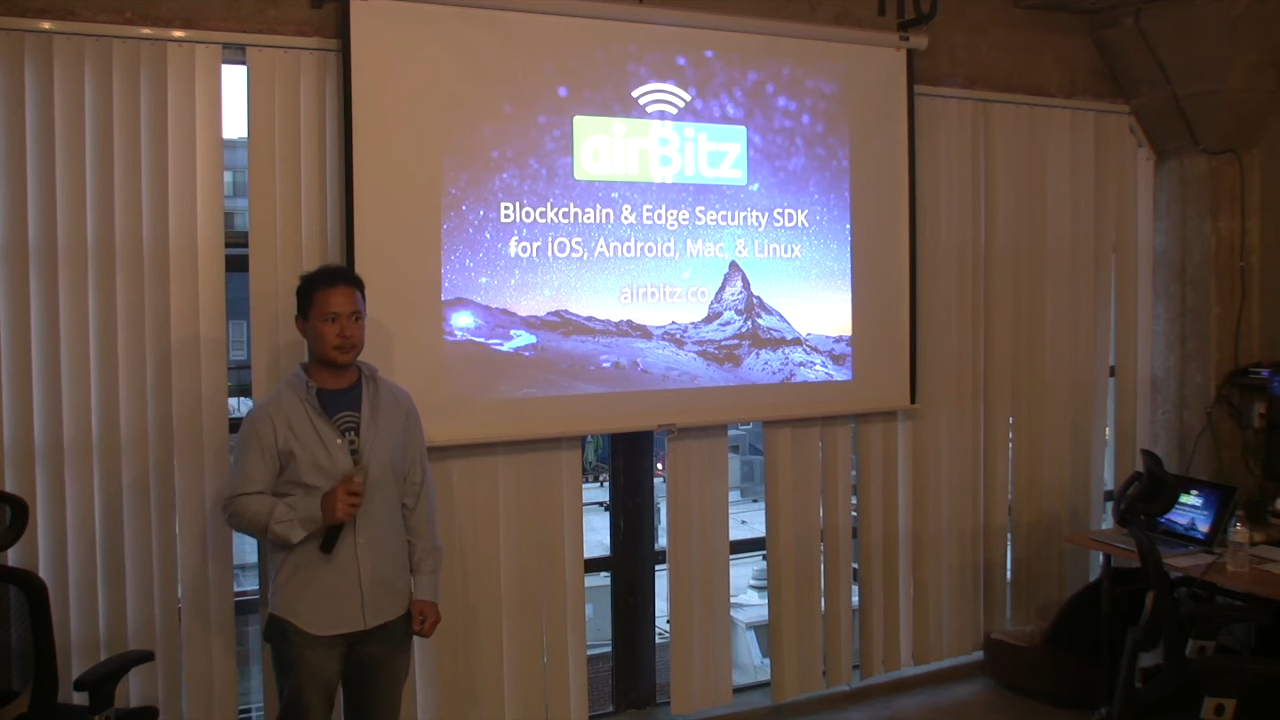 airBitz
Blockchain & Edge Security SDK
for iOS, Android, Mac, & Linux
airbitz.co